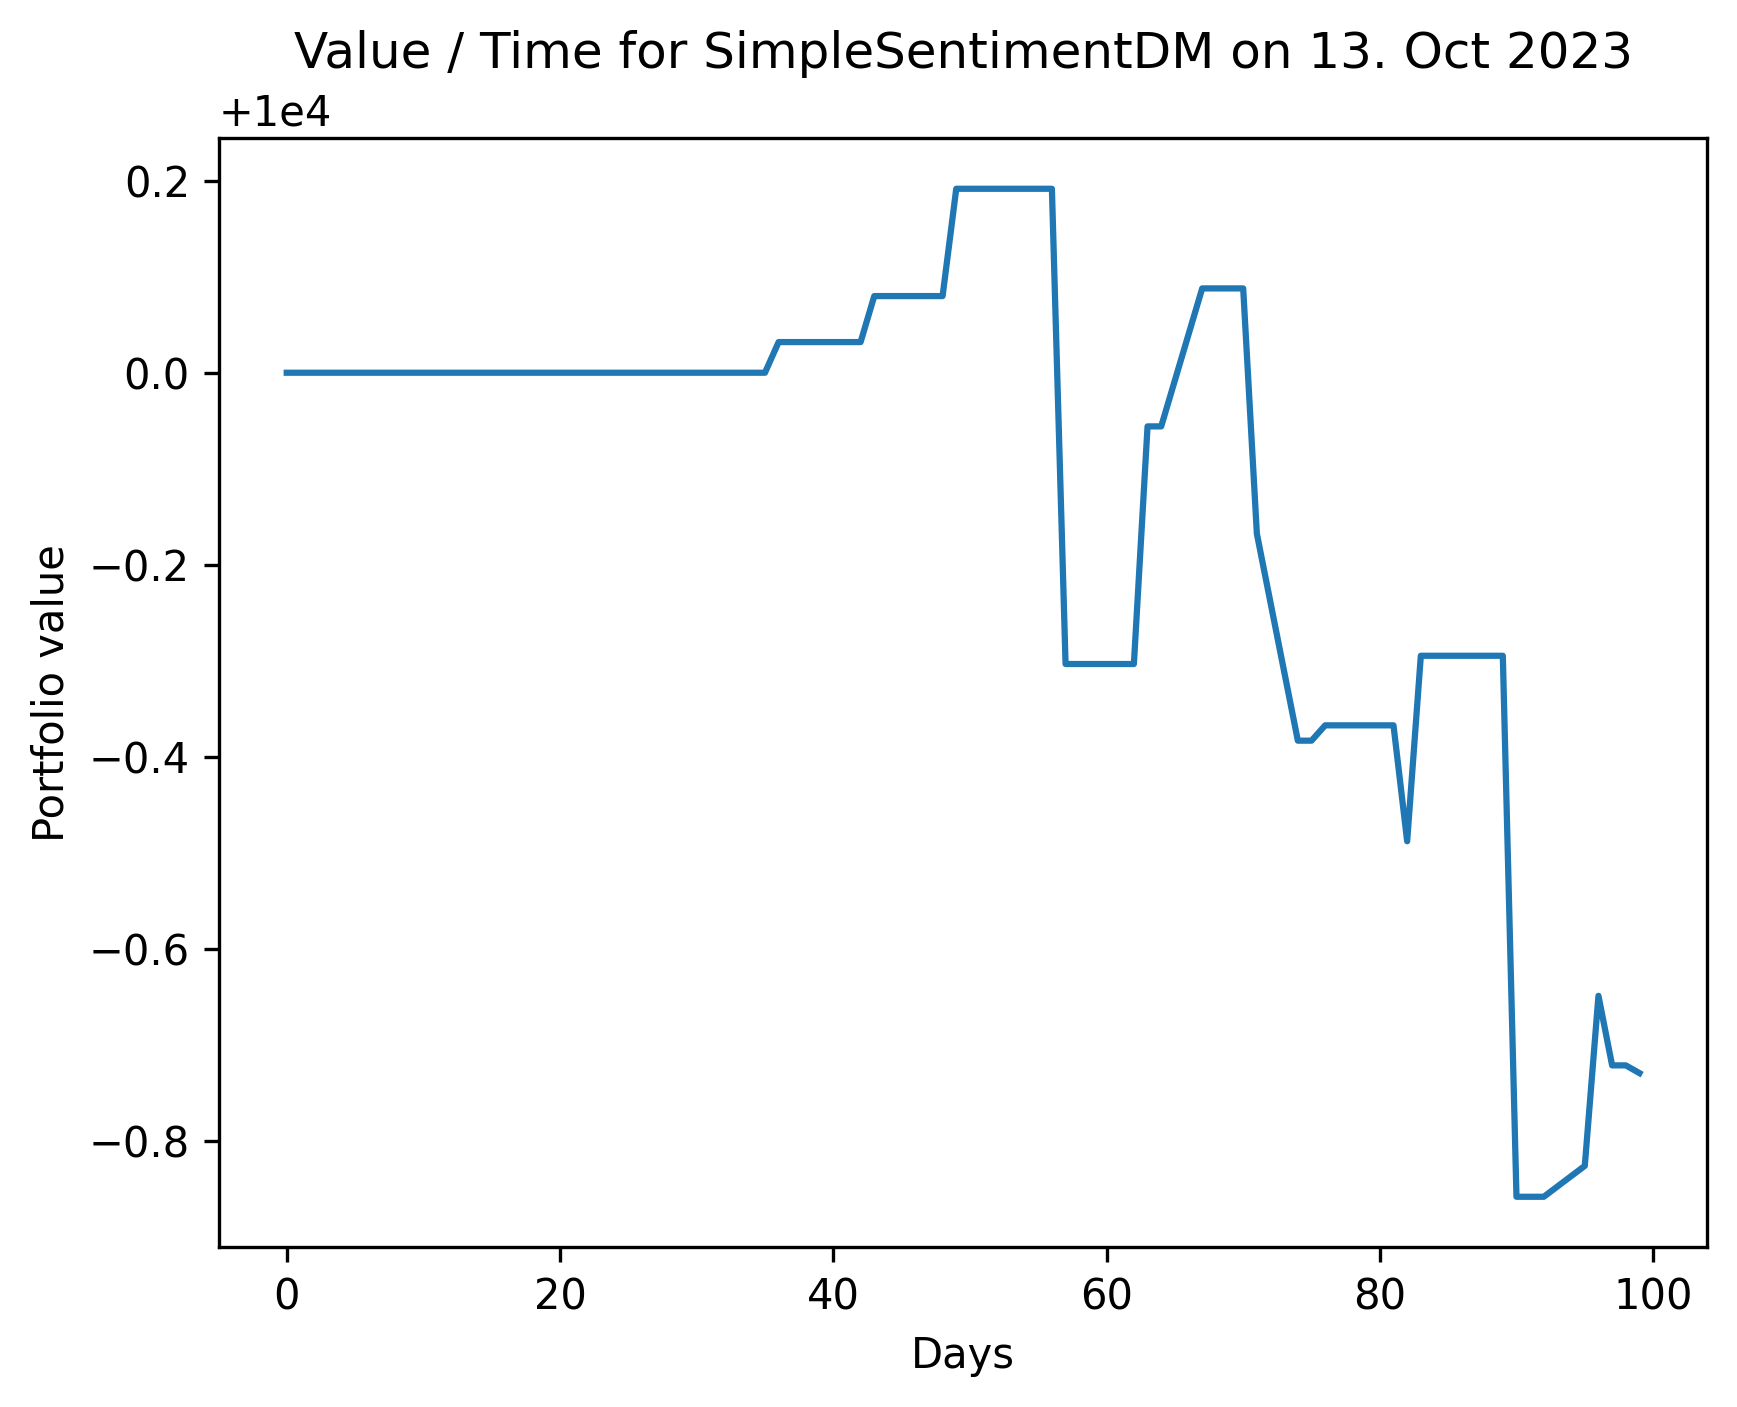 Value / Time for SimpleSentimentDM on 13. Oct 2023
+1e4
0.2
0.0
−0.2
−0.4
−0.6
−0.8
Portfolio value
0 20 40 60 80 100
Days